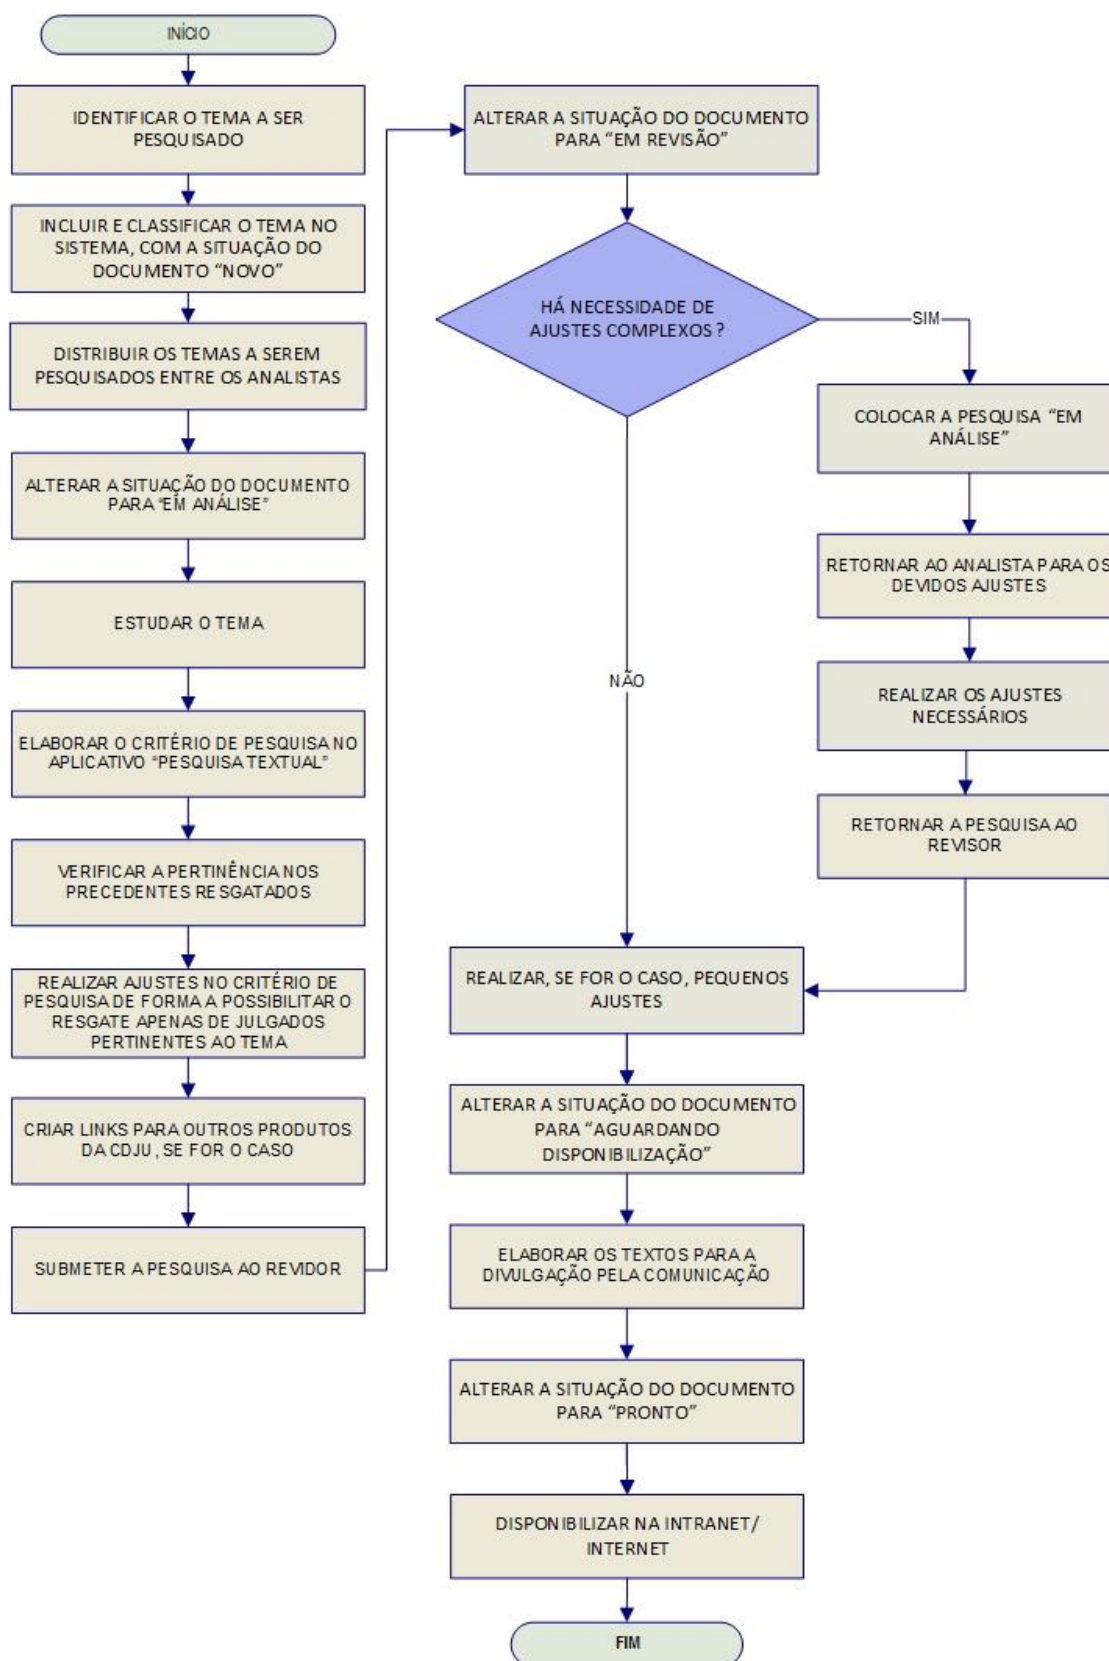 INÍCIO
IDENTIFICAR O TEMA A SER
PESQUISADO
INCLUIR E CLASSIFICAR O TEMA NO
SISTEMA, COM A SITUAÇÃO DO
DOCUMENTO “NOVO”
DISTRIBUIR OS TEMAS A SEREM
PESQUISADOS ENTRE OS ANALISTAS
ALTERAR A SITUAÇÃO DO DOCUMENTO
PARA “EM ANÁLISE”
ESTUDAR O TEMA
ELABORAR O CRITÉRIO DE PESQUISA NO
APLICATIVO “PESQUISA TEXTUAL”
VERIFICAR A PERTINÊNCIA NOS
PRECEDENTES RESGATADOS
REALIZAR AJUSTES NO CRITÉRIO DE
PESQUISA DE FORMA A POSSIBILITAR O
RESGATE APENAS DE JULGADOS
PERTINENTES AO TEMA
CRIAR LINKS PARA OUTROS PRODUTOS
DA CDJU, SE FOR O CASO
SUBMETER A PESQUISA AO REVIDOR
ALTERAR A SITUAÇÃO DO DOCUMENTO
PARA “EM REVISÃO”
HÁ NECESSIDADE DE
AJUSTES COMPLEXOS ?
SIM
COLOCAR A PESQUISA “EM
ANÁLISE”
RETORNAR AO ANALISTA PARA OS
DEVIDOS AJUSTES
REALIZAR OS AJUSTES
NECESSÁRIOS
RETORNAR A PESQUISA AO
REVISOR
NÃO
REALIZAR, SE FOR O CASO, PEQUENOS
AJUSTES
ALTERAR A SITUAÇÃO DO DOCUMENTO
PARA “AGUARDANDO
DISPONIBILIZAÇÃO”
ELABORAR OS TEXTOS PARA A
DIVULGAÇÃO PELA COMUNICAÇÃO
ALTERAR A SITUAÇÃO DO DOCUMENTO
PARA “PRONTO”
DISPONIBILIZAR NA INTRANET/
INTERNET
FIM